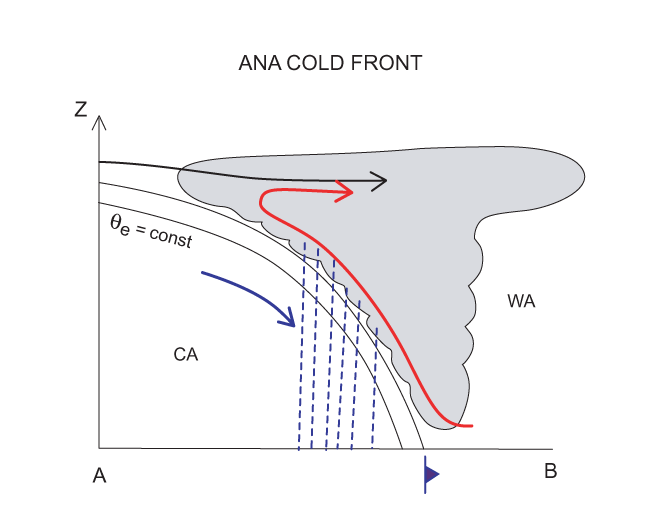 ANA COLD FRONT
Z
θe = const
WA
CA
A
B